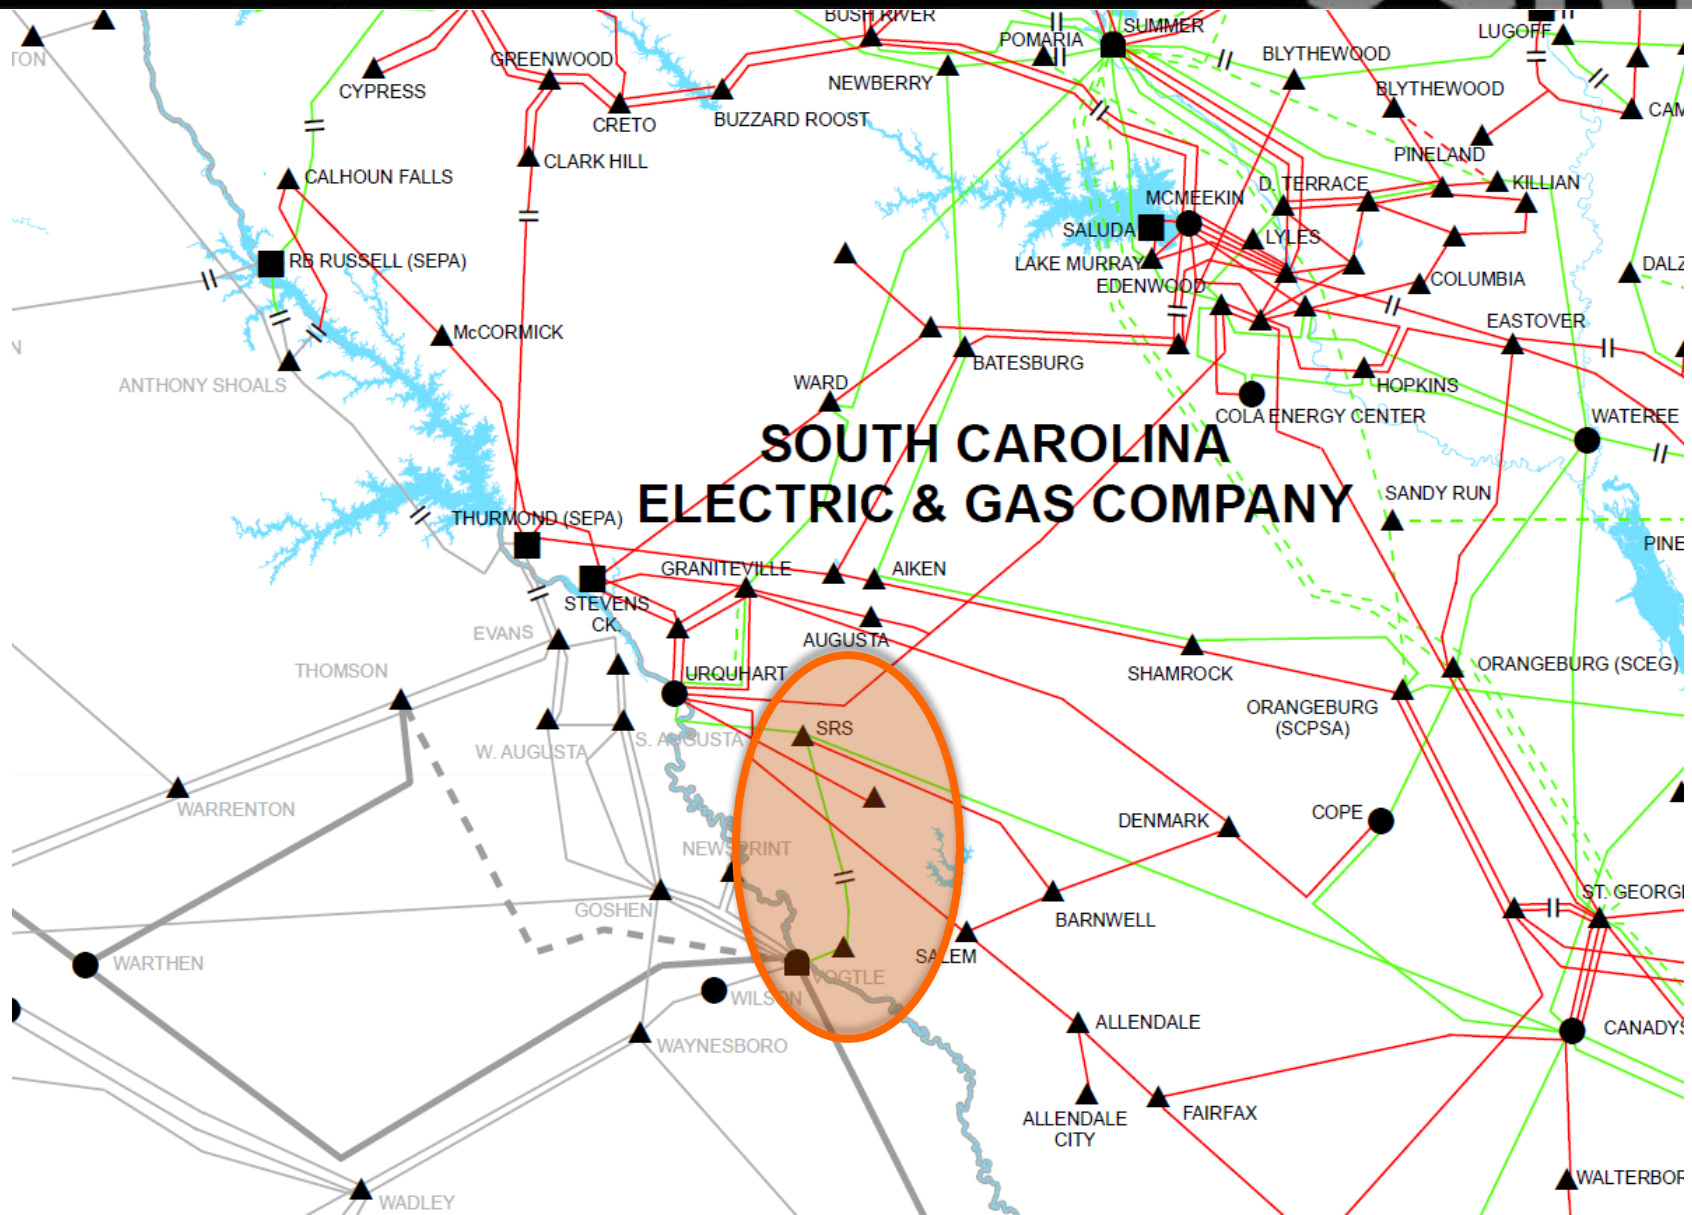 BUSH RIVER
SUMMER
LUGOFF
POMARIA
GREENWOOD
BLYTHEWOOD
TON
CYPRESS
NEWBERRY
BLYTHEWOOD
CRETO
BUZZARD ROOST
CAM
CLARK HILL
PINELAND
CALHOUN FALLS
D. TERRACE
KILLIAN
MCMEEKIN
SALUDA
LYLES
RB RUSSELL (SEPA)
LAKE MURRAY
DALZ
EDENWOOD
COLUMBIA
EASTOVER
McCORMICK
N
BATESBURG
ANTHONY SHOALS
WARD
HOPKINS
COLA ENERGY CENTER
WATEREE
SOUTH CAROLINA
ELECTRIC & GAS COMPANY
SANDY RUN
THURMOND (SEPA)
PINE
GRANITEVILLE
AIKEN
STEVENS
CK.
EVANS
AUGUSTA
THOMSON
URQUHART
SHAMROCK
ORANGEBURG (SCEG)
ORANGEBURG
(SCPSA)
SRS
S. AUGUSTA
W. AUGUSTA
WARRENTON
COPE
DENMARK
NEWSPRINT
ST. GEORGE
GOSHEN
BARNWELL
SALEM
WARTHEN
VOGTLE
WILSON
ALLENDALE
CANADYS
WAYNESBORO
ALLENDALE
CITY
FAIRFAX
WALTERBOR
WADLEY